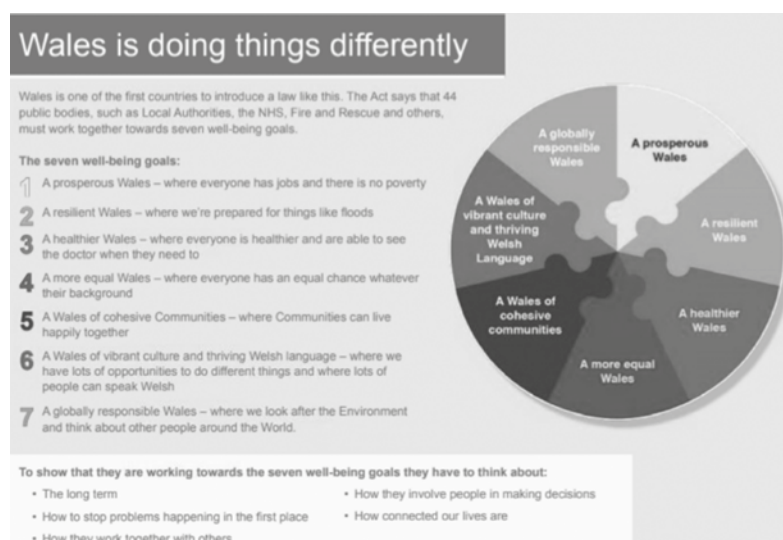 Wales is doing things differently
Wales is one of the first countries to introduce a law like this. The Act says that 44
public bodies, such as Local Authorities, the NHS, Fire and Rescue and others,
must work together towards seven well-being goals.
The seven well-being goals:
1 A prosperous Wales – where everyone has jobs and there is no poverty
2 A resilient Wales – where we're prepared for things like floods
3 A healthier Wales – where everyone is healthier and are able to see
the doctor when they need to
4 A more equal Wales – where everyone has an equal chance whatever
their background
5 A Wales of cohesive Communities – where Communities can live
happily together
6 A Wales of vibrant culture and thriving Welsh language – where we
have lots of opportunities to do different things and where lots of
people can speak Welsh
7 A globally responsible Wales – where we look after the Environment
and think about other people around the World.
A globally
responsible
Wales
A prosperous
Wales
A resilient
Wales
A healthier
Wales
A more equal
Wales
A Wales of
cohesive
communities
A Wales of
vibrant culture
and thriving
Welsh
Language
To show that they are working towards the seven well-being goals they have to think about:
• The long term
• How to stop problems happening in the first place
• How they work together with others
• How they involve people in making decisions
• How connected our lives are